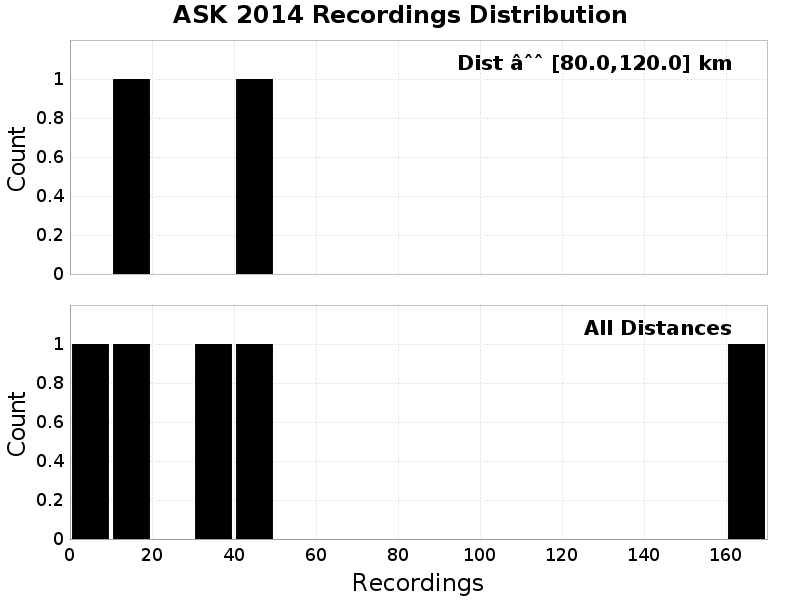 ASK 2014 Recordings Distribution
Dist âˆˆ [80.0,120.0] km
1
0.8
0.6
0.4
0.2
0
Count
All Distances
1
0.8
0.6
0.4
0.2
0
Count
0 20 40 60 80 100 120 140 160
Recordings